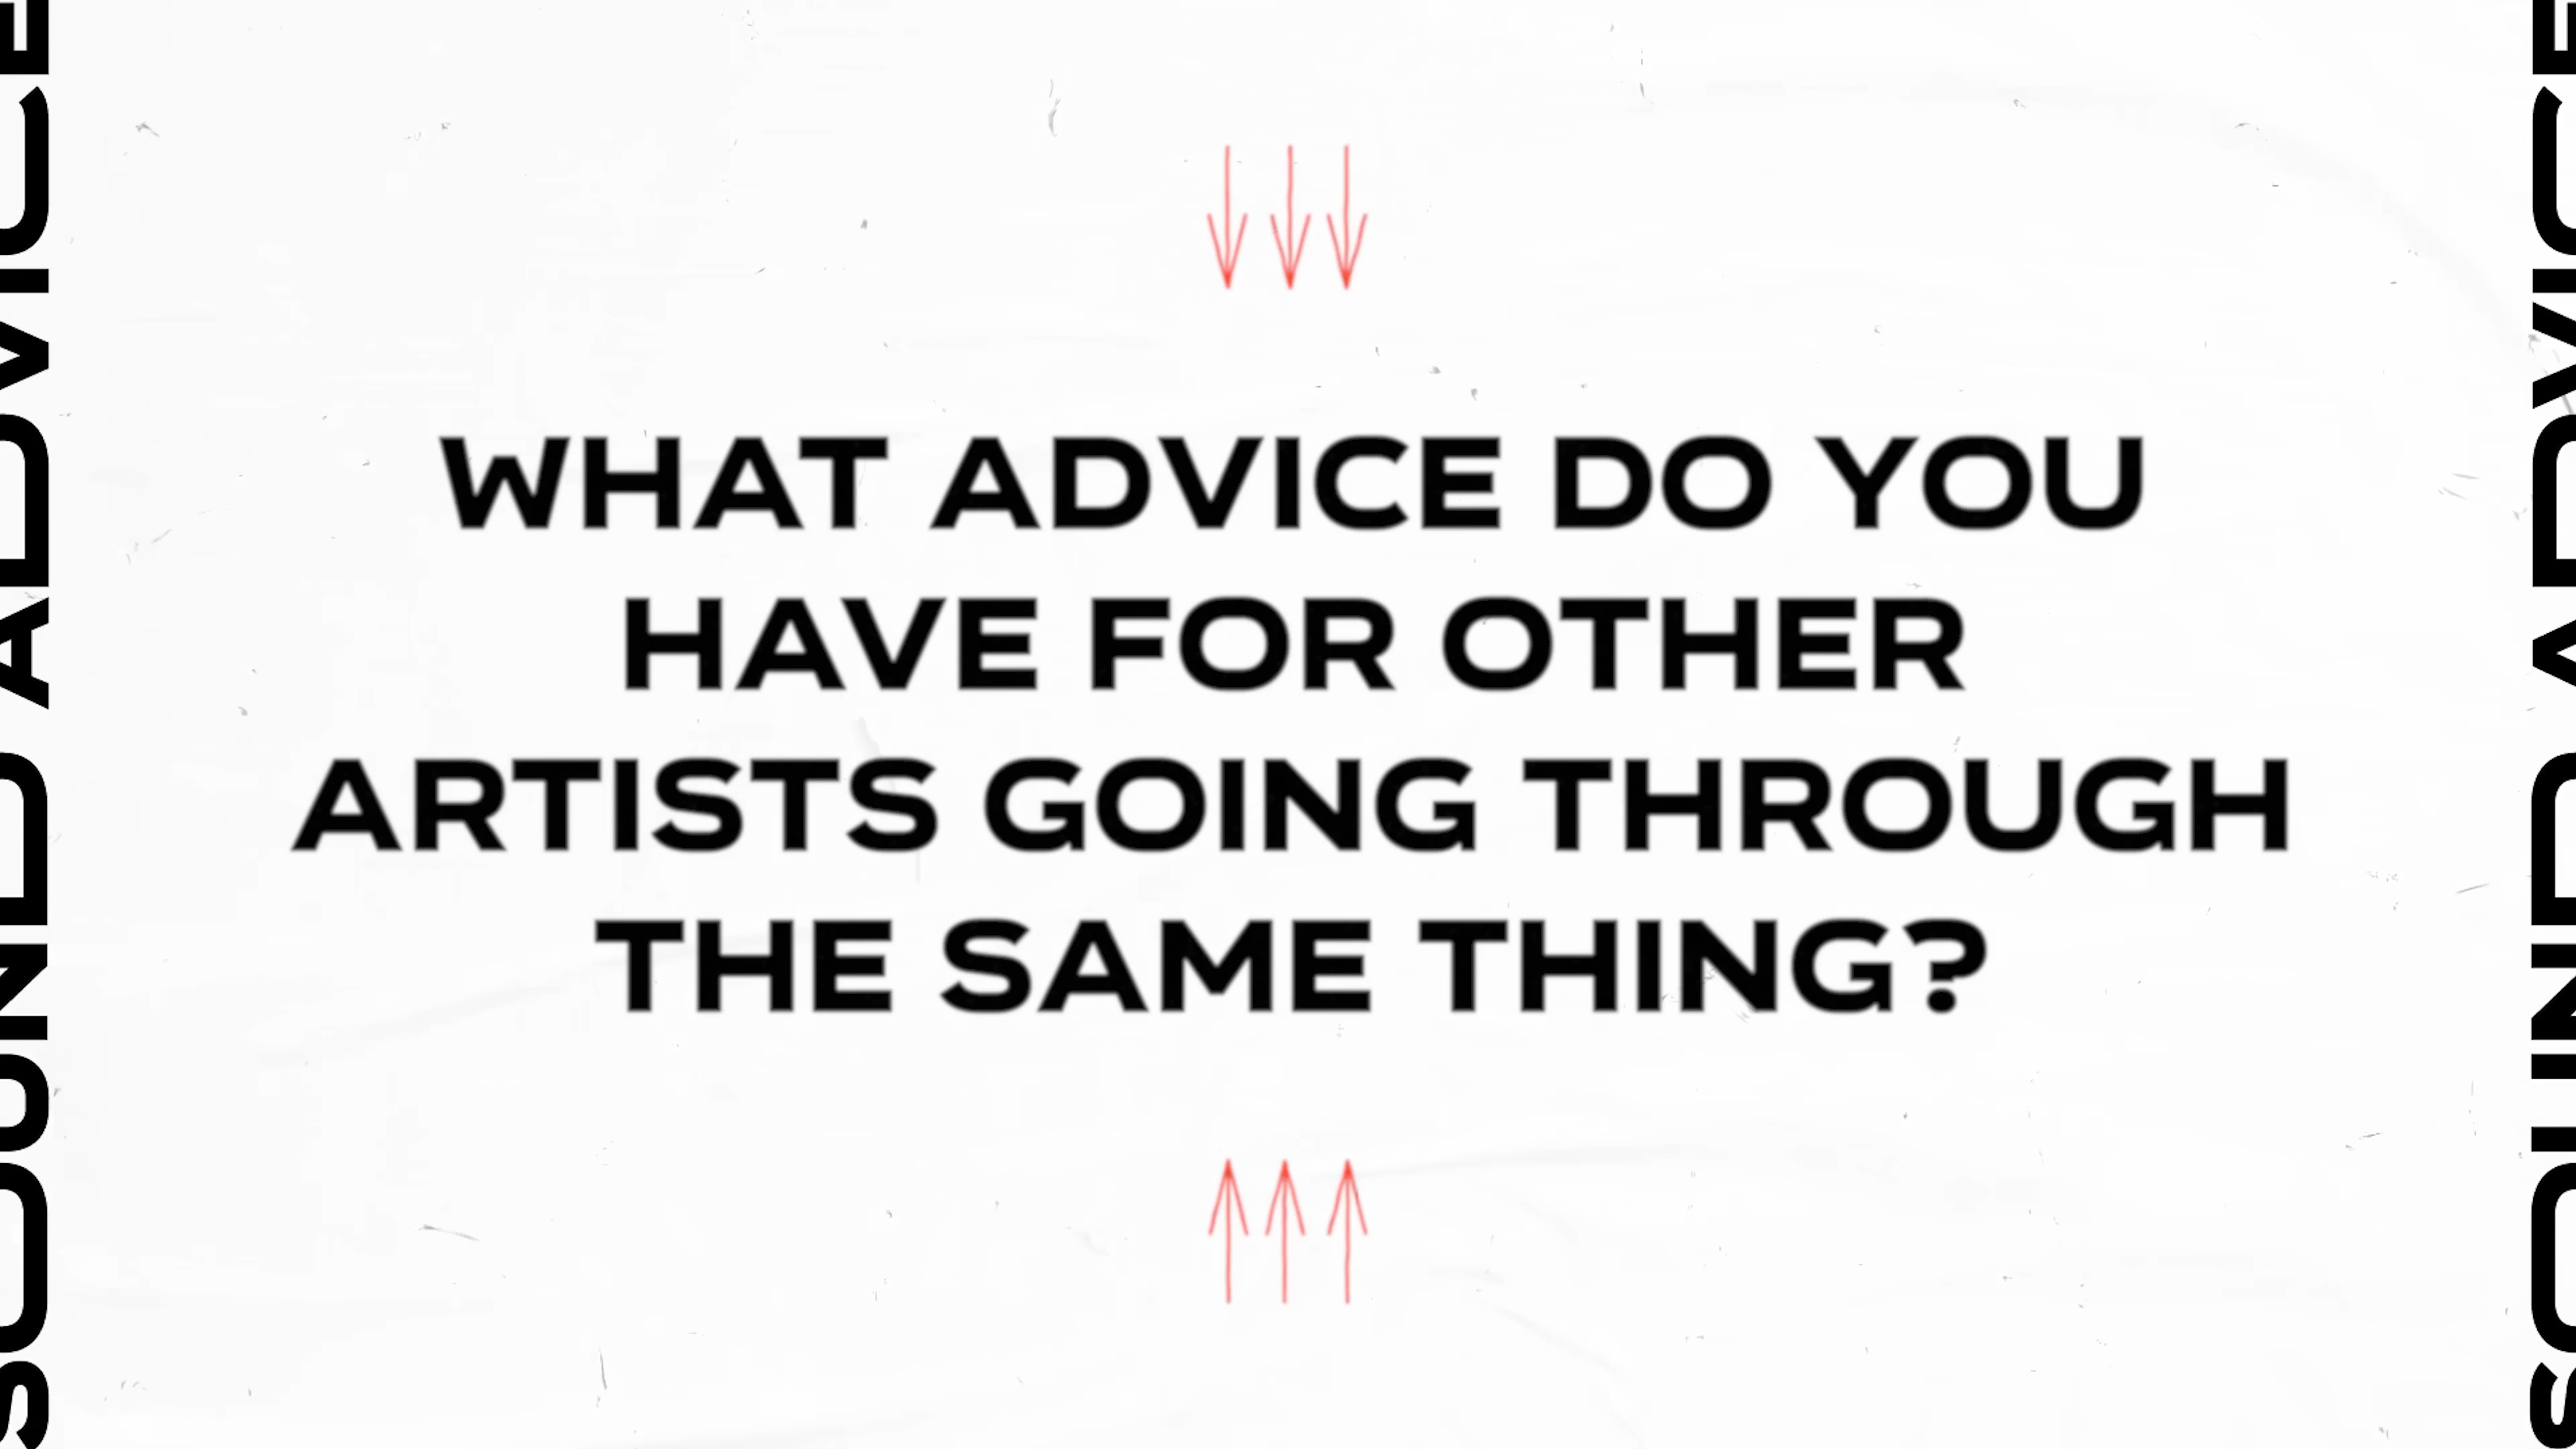 SOUND ADVICE
WHAT ADVICE DO YOU
HAVE FOR OTHER
ARTISTS GOING THROUGH
THE SAME THING?
SOUND ADVICE